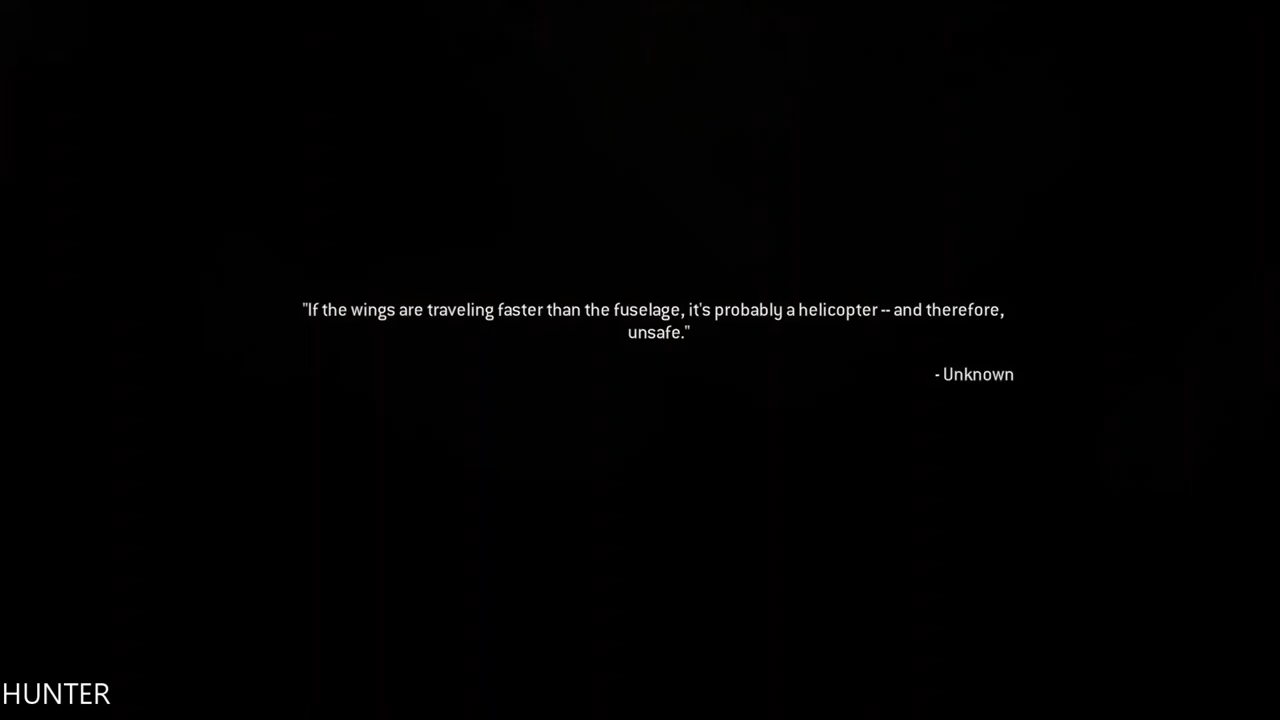 "If the wings are traveling faster than the fuselage, it's probably a helicopter -- and therefore,
unsafe."
- Unknown
HUNTER